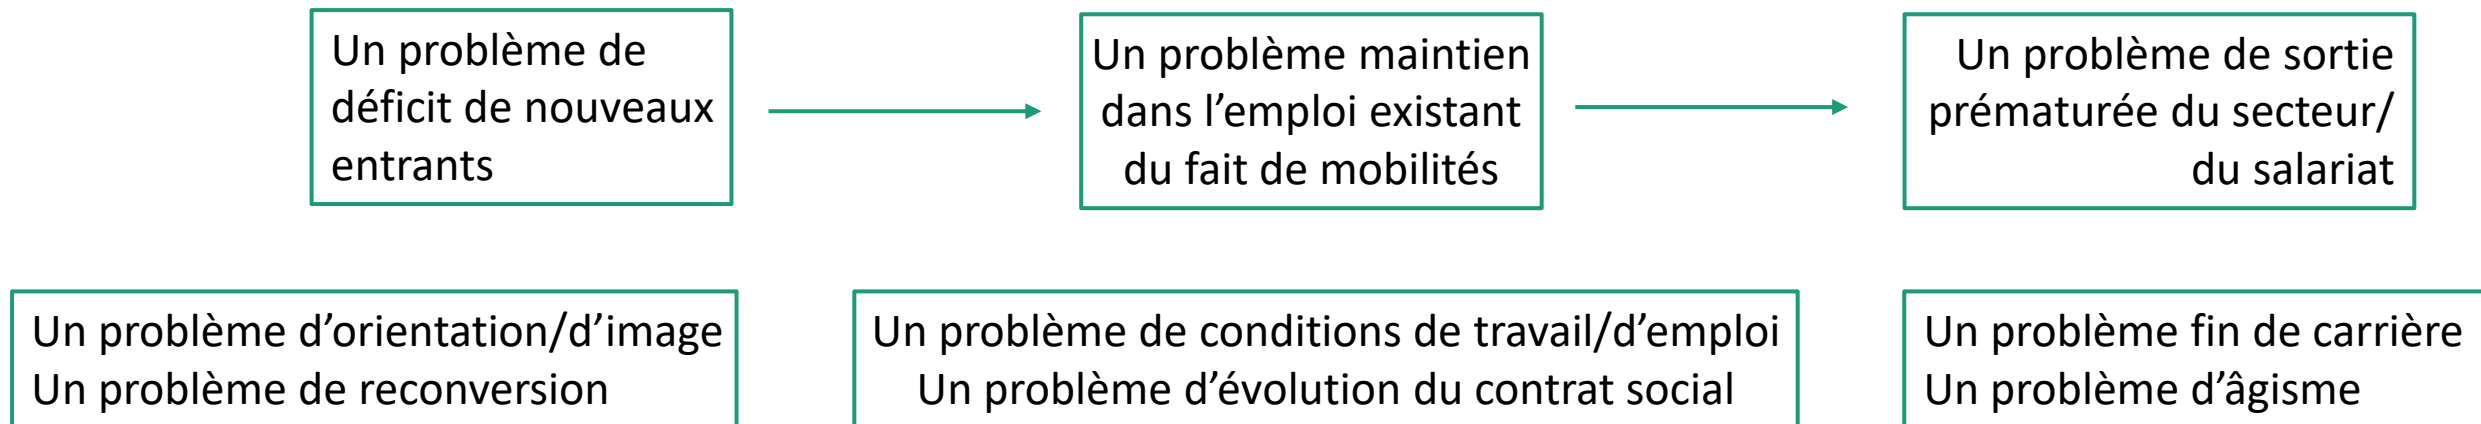 Un problème de
déficit de nouveaux
entrants
Un problème maintien
dans l’emploi existant
du fait de mobilités
Un problème de sortie
prématurée du secteur/
du salariat
Un problème d’orientation/d’image
Un problème de reconversion
Un problème de conditions de travail/d’emploi
Un problème d’évolution du contrat social
Un problème fin de carrière
Un problème d’âgisme